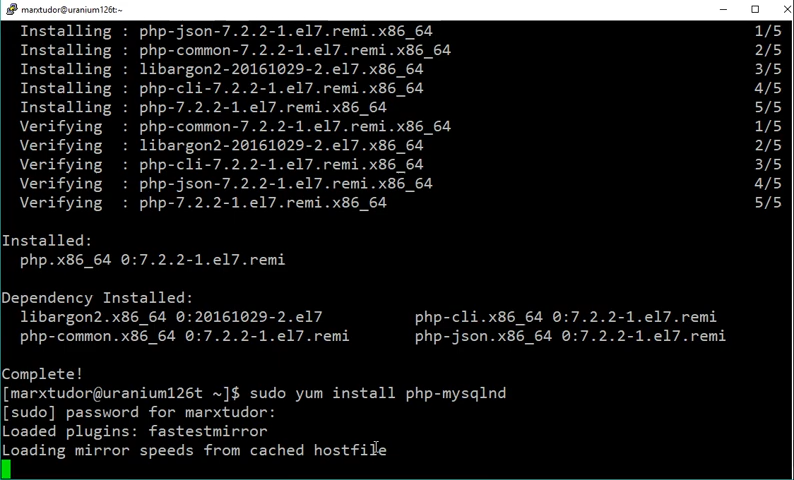 marxtudor@uranium126t:~
Installing : php-json-7.2.2-1.el7.remi.x86_64 1/5
Installing : php-common-7.2.2-1.el7.remi.x86_64 2/5
Installing : libargon2-20161029-2.el7.x86_64 3/5
Installing : php-cli-7.2.2-1.el7.remi.x86_64 4/5
Installing : php-7.2.2-1.el7.remi.x86_64 5/5
Verifying : php-common-7.2.2-1.el7.remi.x86_64 1/5
Verifying : libargon2-20161029-2.el7.x86_64 2/5
Verifying : php-cli-7.2.2-1.el7.remi.x86_64 3/5
Verifying : php-json-7.2.2-1.el7.remi.x86_64 4/5
Verifying : php-7.2.2-1.el7.remi.x86_64 5/5
Installed:
php.x86_64 0:7.2.2-1.el7.remi
Dependency Installed:
libargon2.x86_64 0:20161029-2.el7 php-cli.x86_64 0:7.2.2-1.el7.remi
php-common.x86_64 0:7.2.2-1.el7.remi php-json.x86_64 0:7.2.2-1.el7.remi
Complete!
[marxtudor@uranium126t ~]$ sudo yum install php-mysqlnd
[sudo] password for marxtudor:
Loaded plugins: fastestmirror
Loading mirror speeds from cached hostfile